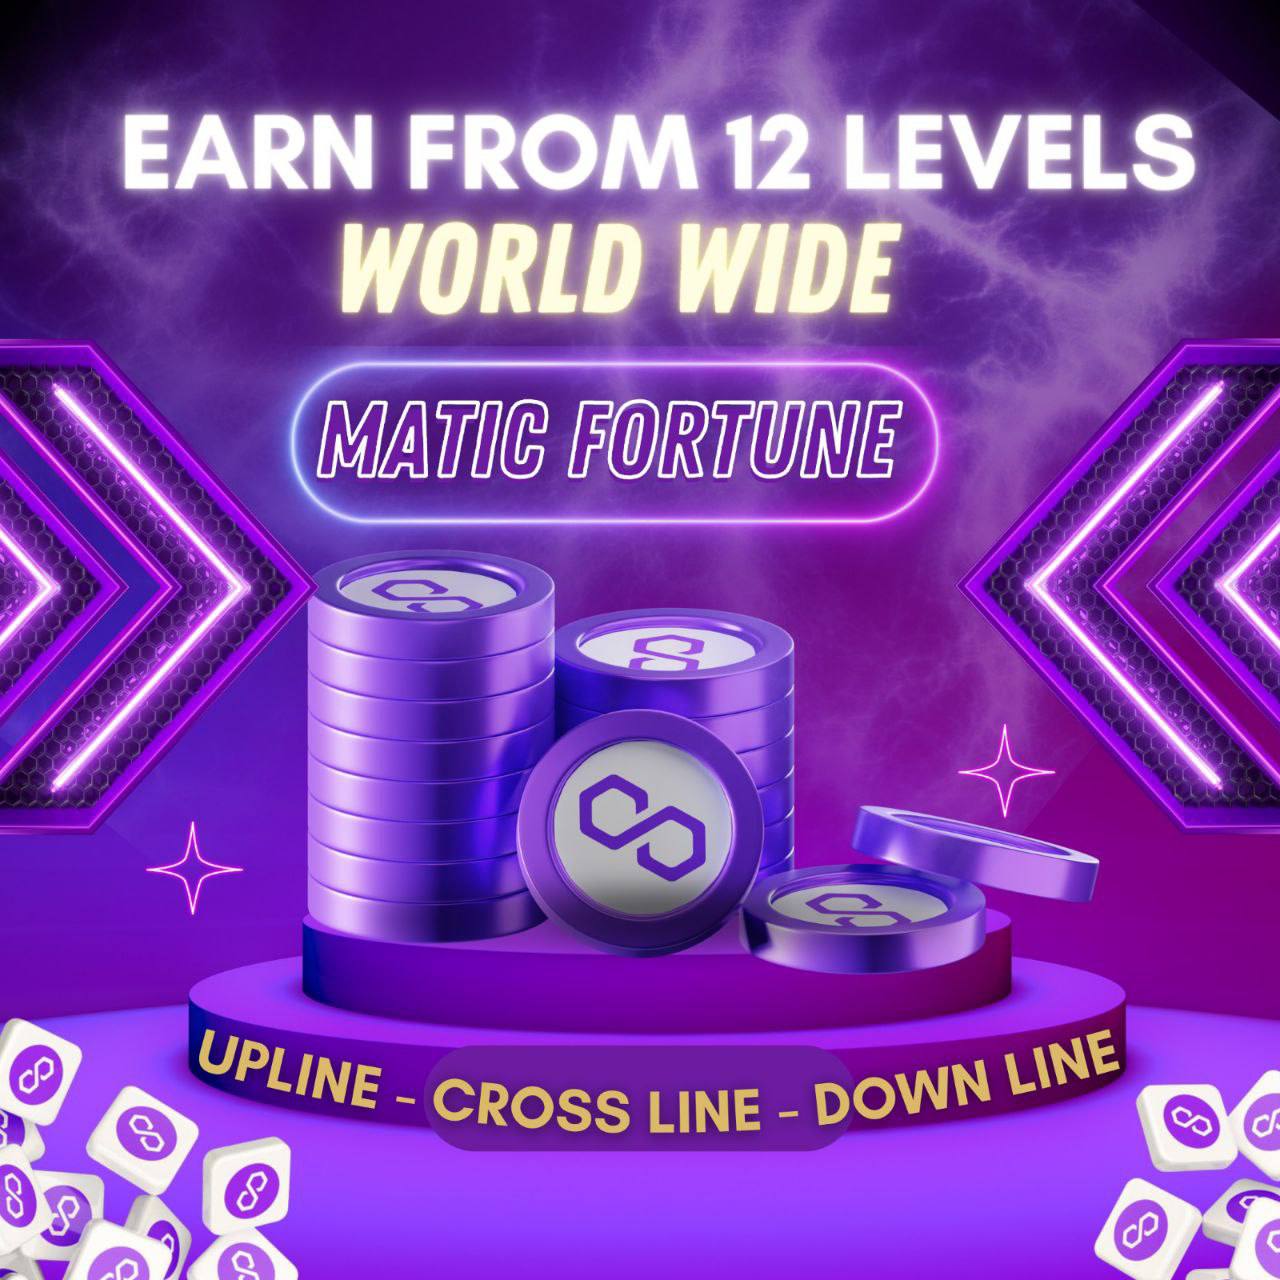 EARN FROM 12 LEVELS
WORLD WIDE
MATIC FORTUNE
UPLINE - CROSS LINE - DOWN LINE